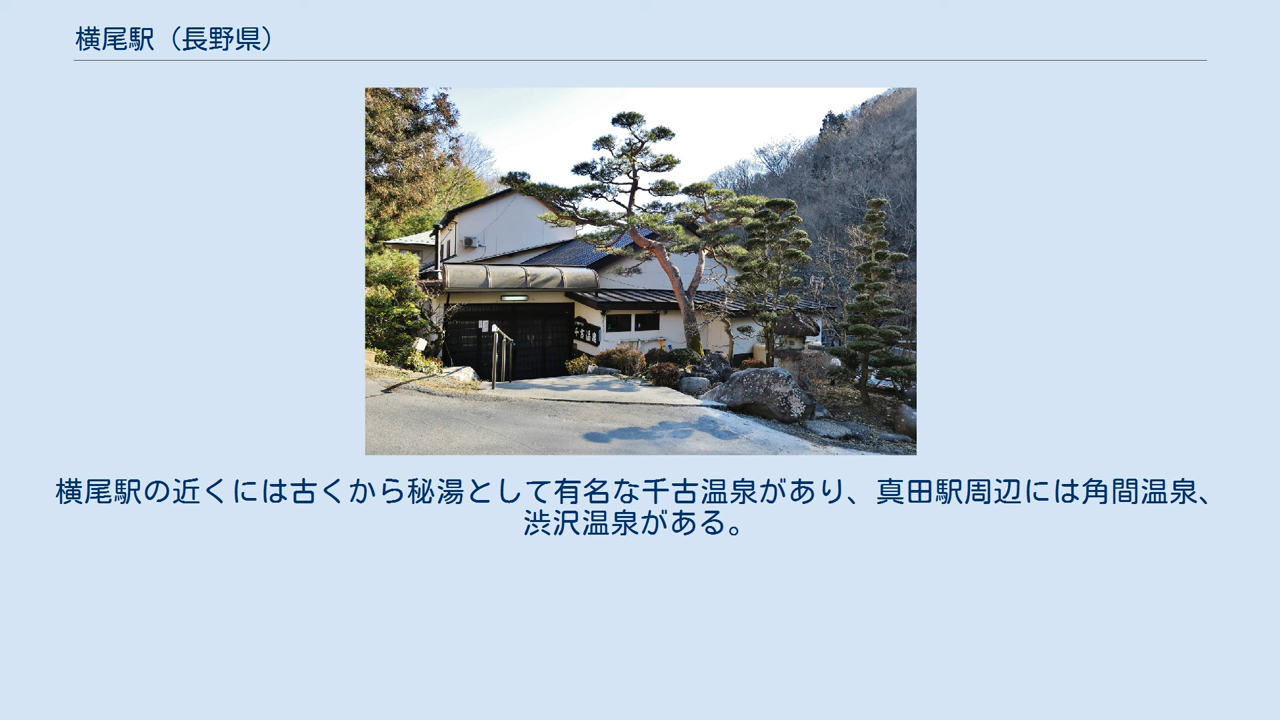 横尾駅（長野県）
横尾駅の近くには古くから秘湯として有名な千古温泉があり、真田駅周辺には角間温泉、
渋沢温泉がある。